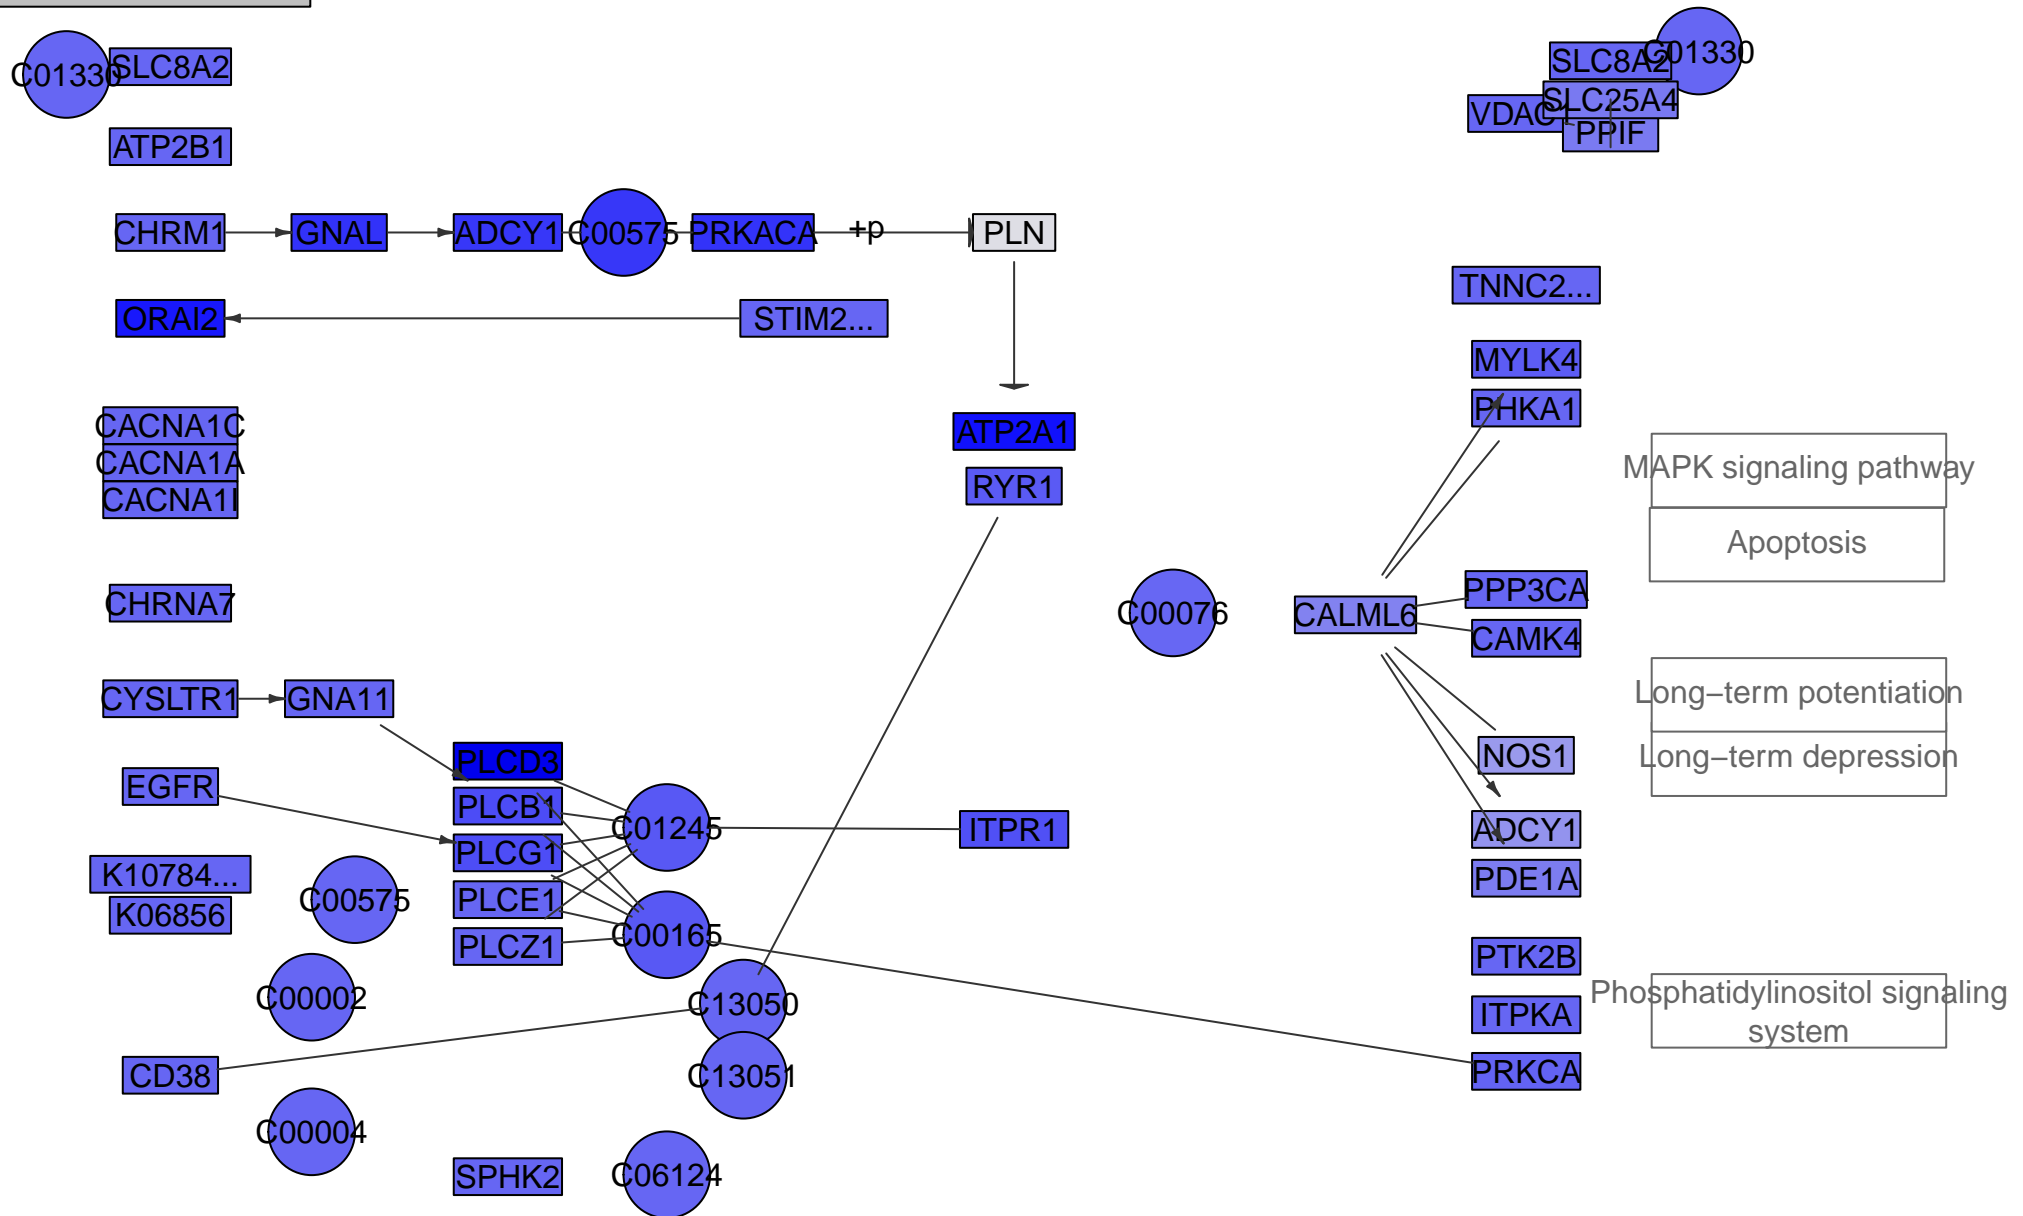 C01330
SLC8A2
SLC8A2
C01330
SLC25A4
VDAC1
PPIF
ATP2B1
CHRM1
GNAL
ADCY1
C00575
PRKACA
+p
PLN
TNNC2...
ORAI2
STIM2...
MYLK4
PHKA1
CACNA1C
CACNA1A
CACNA1I
ATP2A1
RYR1
MAPK signaling pathway
Apoptosis
CHRNA7
C00076
CALML6
PPP3CA
CAMK4
CYSLTR1
GNA11
Long−term potentiation
Long−term depression
PLCD3
NOS1
EGFR
PLCB1
C01245
ITPR1
ADCY1
PLCG1
K10784...
PDE1A
C00575
PLCE1
K06856
C00165
PLCZ1
PTK2B
C00002
C13050
Phosphatidylinositol signaling
system
ITPKA
CD38
C13051
PRKCA
C00004
SPHK2
C06124